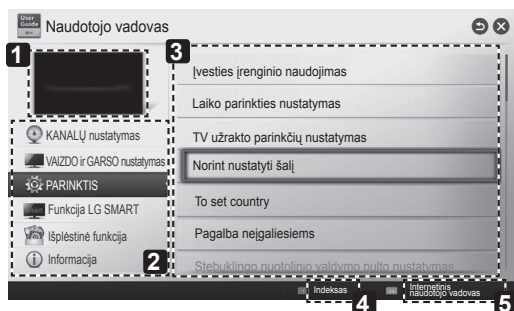 User Guide
Naudotojo vadovas
1
3
Įvesties įrenginio naudojimas
Laiko parinkties nustatymas
TV užrakto parinkčių nustatymas
Norint nustatyti šalį
To set country
Pagalba neįgaliesiems
Stebuklingo nuotolinio valdymo pulto nustatymas
KANALŲ nustatymas
VAIZDO ir GARSO nustatymas
PARINKTIS
Funkcija LG SMART
Išplėstinė funkcija
Informacija
2
Indeksas
Internetinis
naudotojo vadovas
4
5